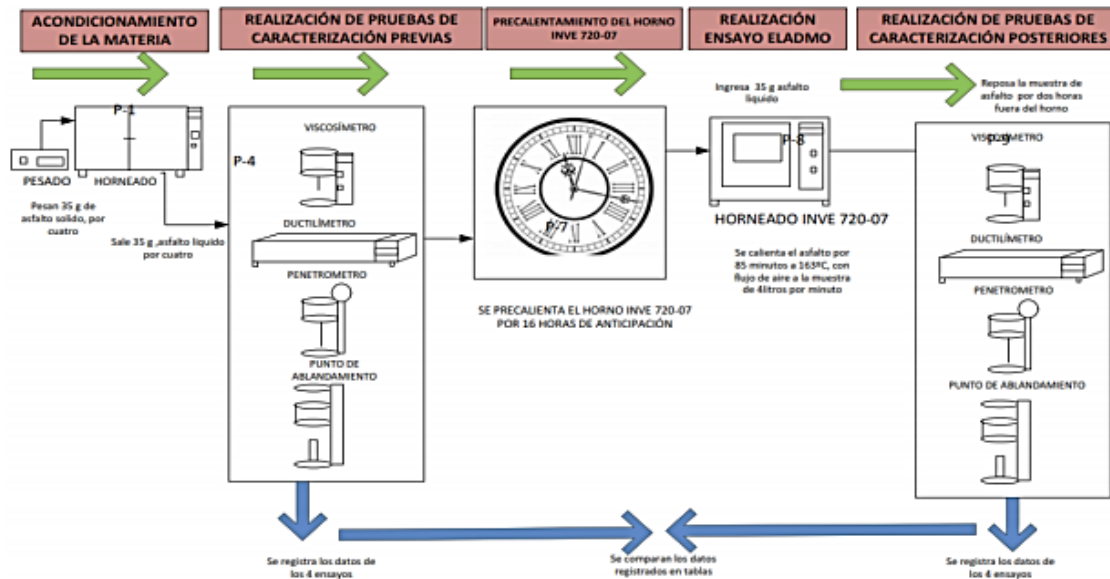 ACONDICIONAMIENTO
DE LA MATERIA
REALIZACIÓN DE PRUEBAS DE
CARACTERIZACIÓN PREVIAS
PRECALENTAMIENTO DEL HORNO
INVE 720-07
REALIZACIÓN
ENSAYO ELADMO
REALIZACIÓN DE PRUEBAS DE
CARACTERIZACIÓN POSTERIORES
P-1
PESADO
HORNEADO
Pesan 35 g de
asfalto solido, por
cuatro
Sale 35 g ,asfalto liquido
por cuatro
P-4
VISCOSÍMETRO
DUCTILÍMETRO
PENETROMETRO
PUNTO DE
ABLANDAMIENTO
P-7
SE PRECALIENTA EL HORNO INVE 720-07
POR 16 HORAS DE ANTICIPACIÓN
Ingresa 35 g asfalto
liquido
P-8
HORNEADO INVE 720-07
Se calienta el asfalto por
85 minutos a 163ºC, con
flujo de aire a la muestra
de 4litros por minuto
Reposa la muestra de
asfalto por dos horas
fuera del horno
P-9
VISCOSÍMETRO
DUCTILÍMETRO
PENETROMETRO
PUNTO DE ABLANDAMIENTO
Se registra los datos de
los 4 ensayos
Se comparan los datos
registrados en tablas
Se registra los datos de
los 4 ensayos